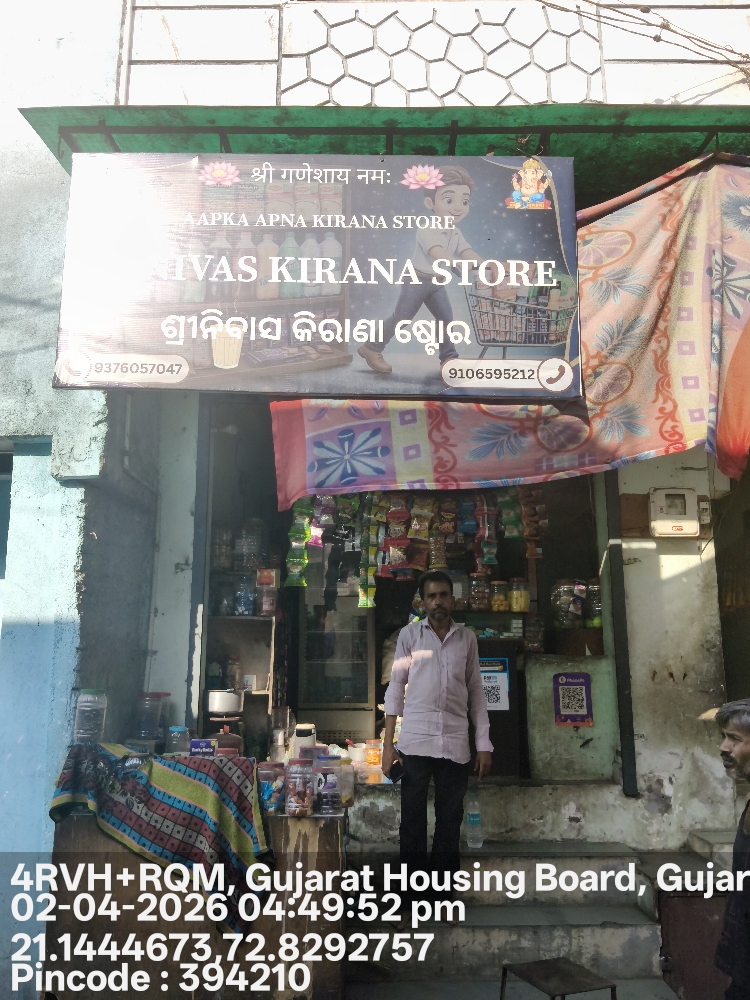 श्री गणेशाय नमः
AAPKA APNA KIRANA STORE
IVAS KIRANA STORE
ଶ୍ରୀନିବାସ କିରାଣା ଷ୍ଟୋର
9376057047
9106595212
PhonePe
4RVH+RQM, Gujarat Housing Board, Gujar
02-04-2026 04:49:52 pm
21.1444673,72.8292757
Pincode : 394210